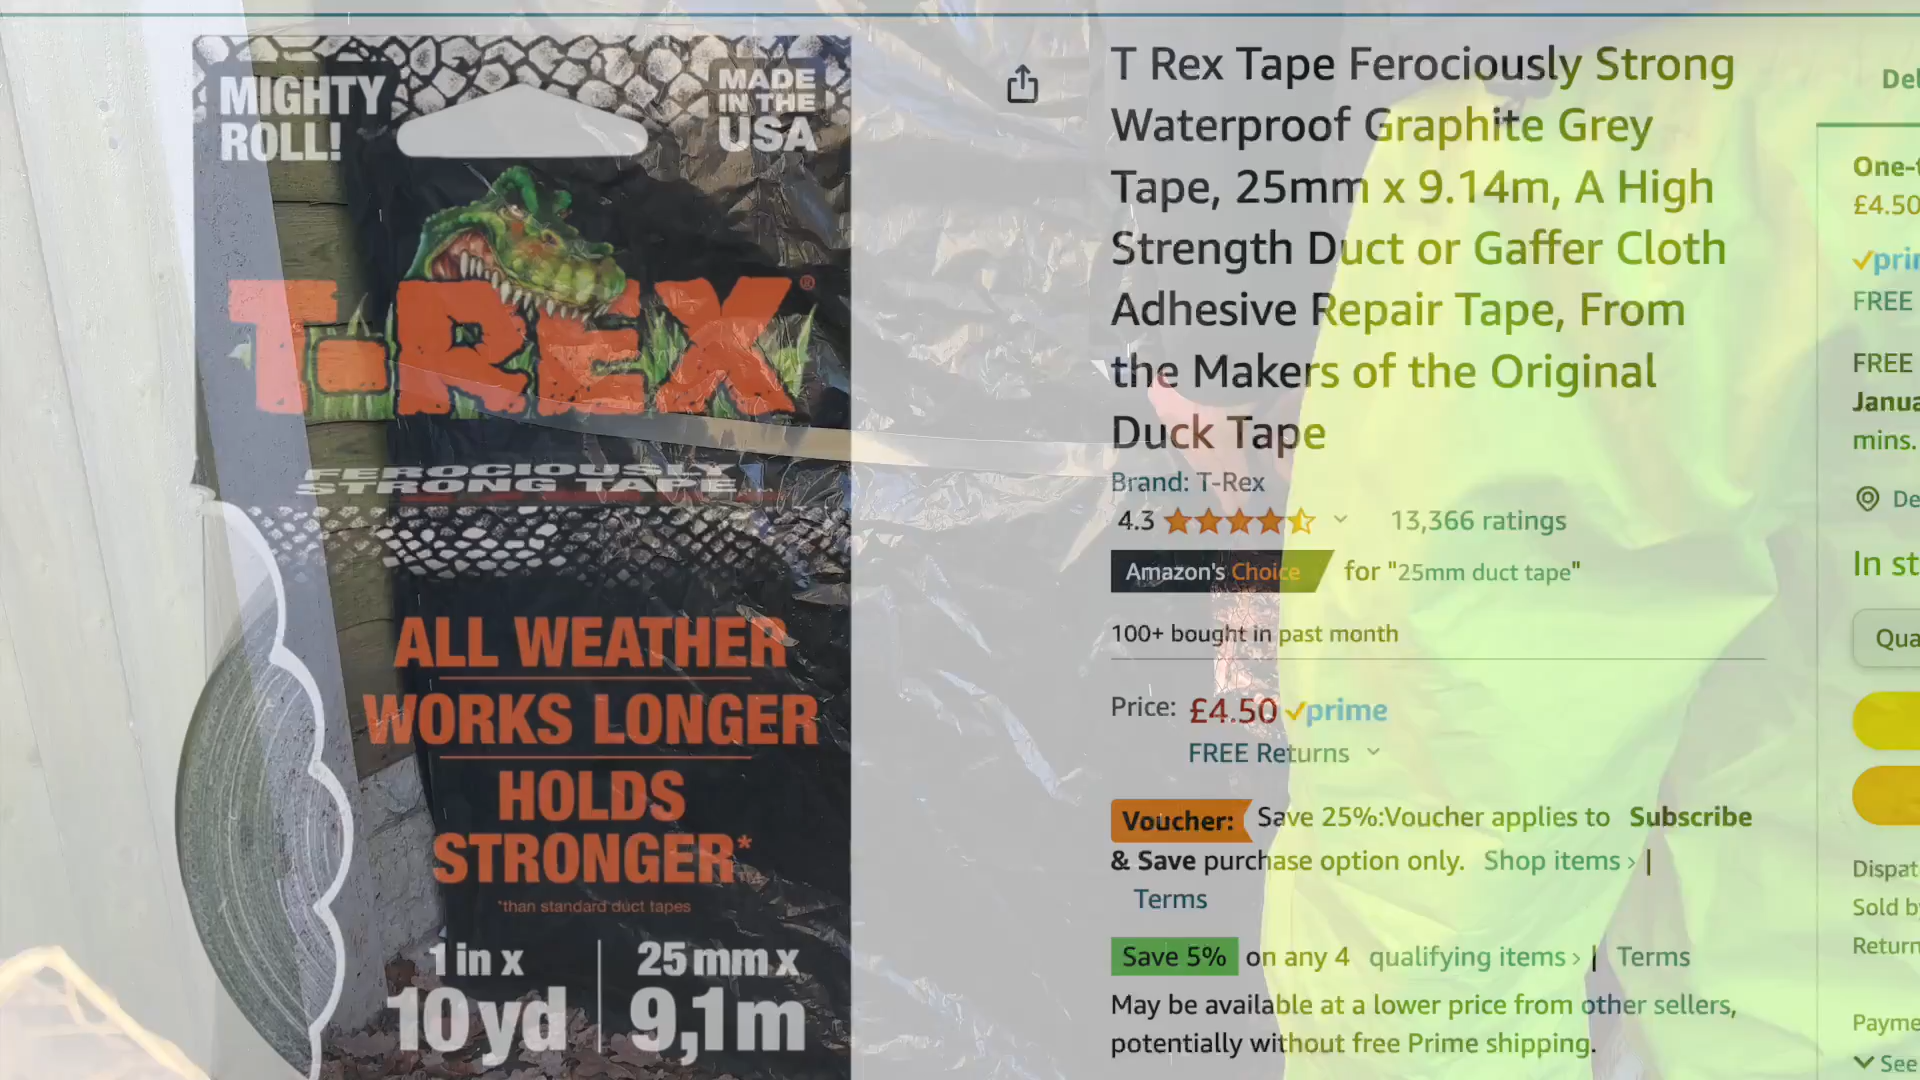 MIGHTY
ROLL!
MADE
IN THE
USA
T-REX®
FEROCIOUSLY
STRONG TAPE
ALL WEATHER
WORKS LONGER
HOLDS
STRONGER*
*than standard duct tapes
1 in x
10 yd
25 mm x
9,1m
T Rex Tape Ferociously Strong
Waterproof Graphite Grey
Tape, 25mm x 9.14m, A High
Strength Duct or Gaffer Cloth
Adhesive Repair Tape, From
the Makers of the Original
Duck Tape
Brand: T-Rex
4.3
13,366 ratings
Amazon's Choice for "25mm duct tape"
100+ bought in past month
Price: £4.50 prime
FREE Returns
Voucher: Save 25%:Voucher applies to Subscribe
& Save purchase option only. Shop items › |
Terms
Save 5% on any 4 qualifying items › | Terms
May be available at a lower price from other sellers,
potentially without free Prime shipping.
£4.50
FREE
FREE
mins.
See